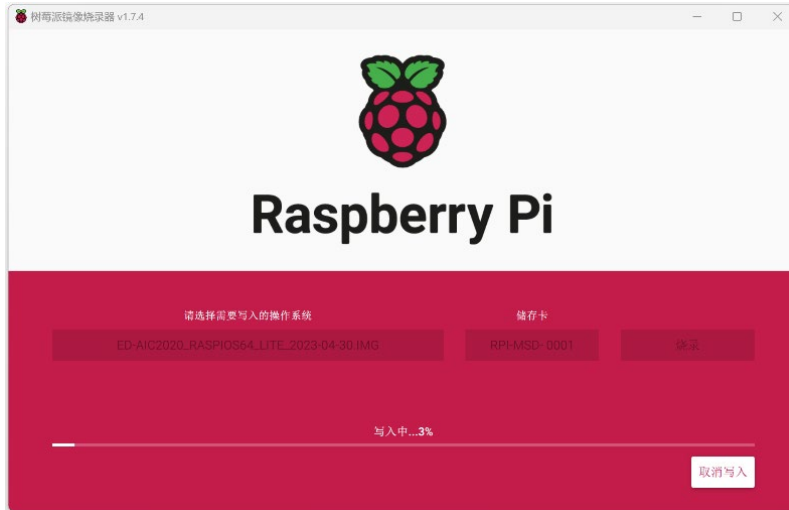 树莓派镜像烧录器 v1.7.4
Raspberry Pi
请选择需要写入的操作系统 储存卡
ED-AIC2020_RASPIOS64_LITE_2023-04-30.IMG RPI-MSD- 0001 烧录
写入中...3%
取消写入